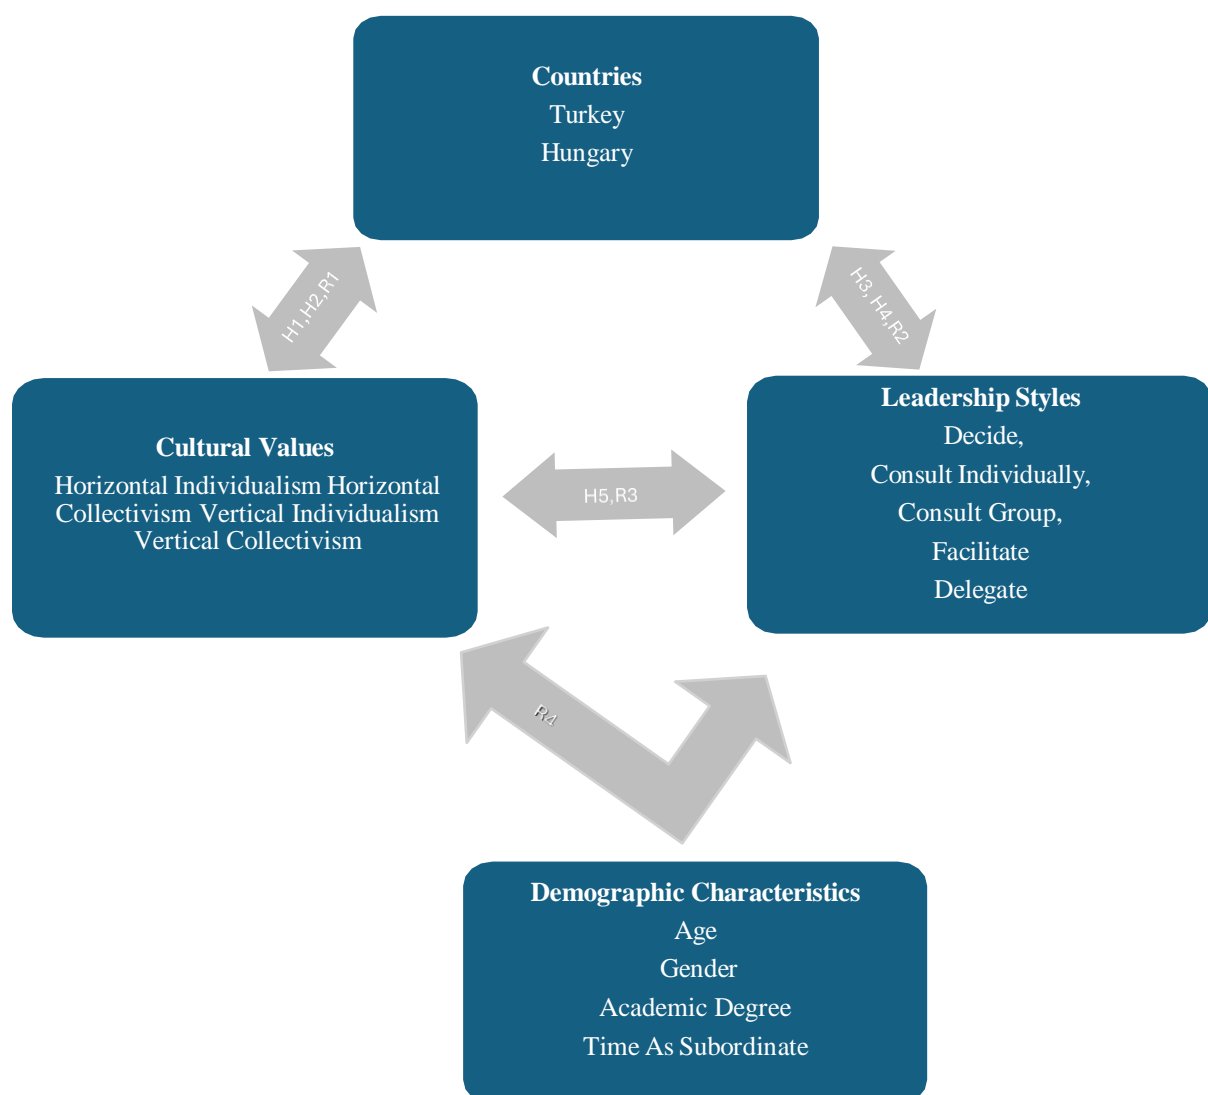 Countries
Turkey
Hungary
H1,H2,R1
H3, H4,R2
Cultural Values
Horizontal Individualism Horizontal
Collectivism Vertical Individualism
Vertical Collectivism
H5,R3
Leadership Styles
Decide,
Consult Individually,
Consult Group,
Facilitate
Delegate
R4
Demographic Characteristics
Age
Gender
Academic Degree
Time As Subordinate